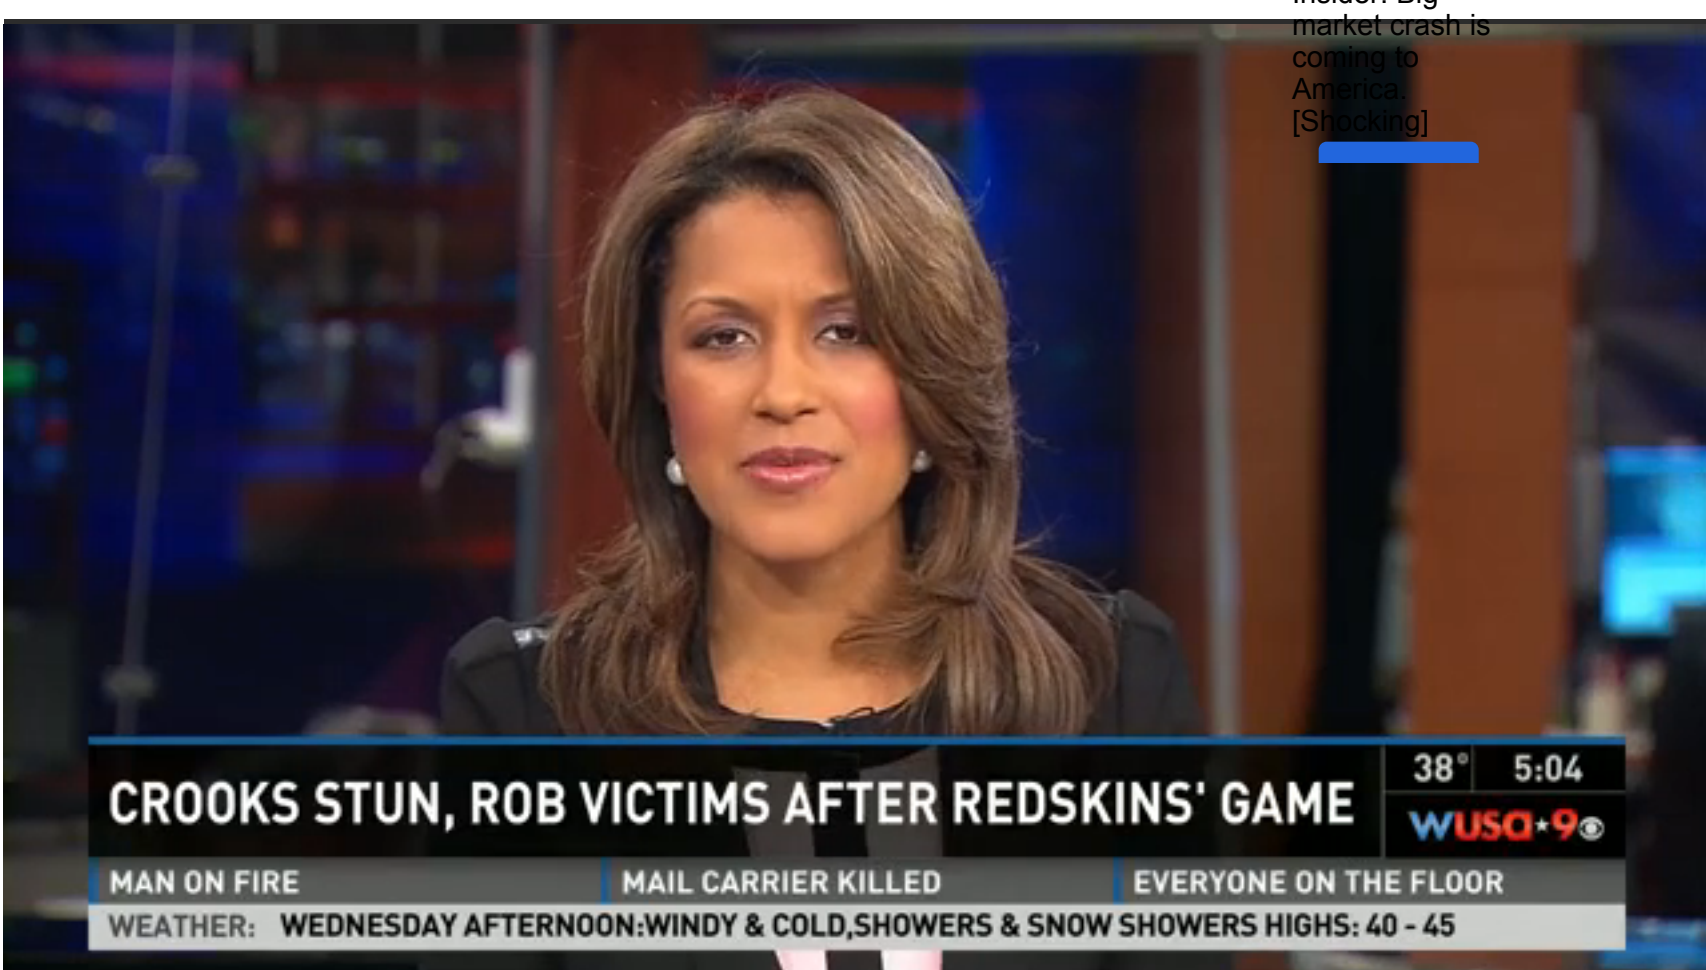 market crash is
coming to
America.
[Shocking]
38° 5:04
CROOKS STUN, ROB VICTIMS AFTER REDSKINS' GAME
WUSA★9
MAN ON FIRE
MAIL CARRIER KILLED
EVERYONE ON THE FLOOR
WEATHER: WEDNESDAY AFTERNOON:WINDY & COLD,SHOWERS & SNOW SHOWERS HIGHS: 40 - 45